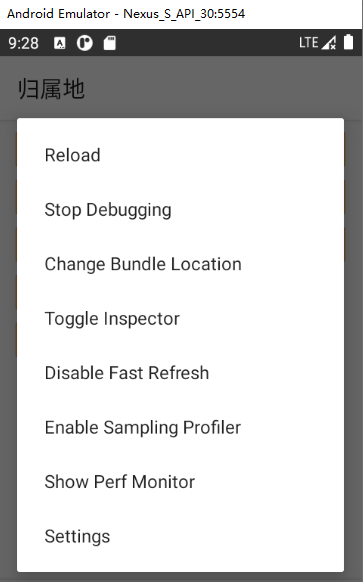 Android Emulator - Nexus_S_API_30:5554
9:28
LTE
归属地
Reload
Stop Debugging
Change Bundle Location
Toggle Inspector
Disable Fast Refresh
Enable Sampling Profiler
Show Perf Monitor
Settings